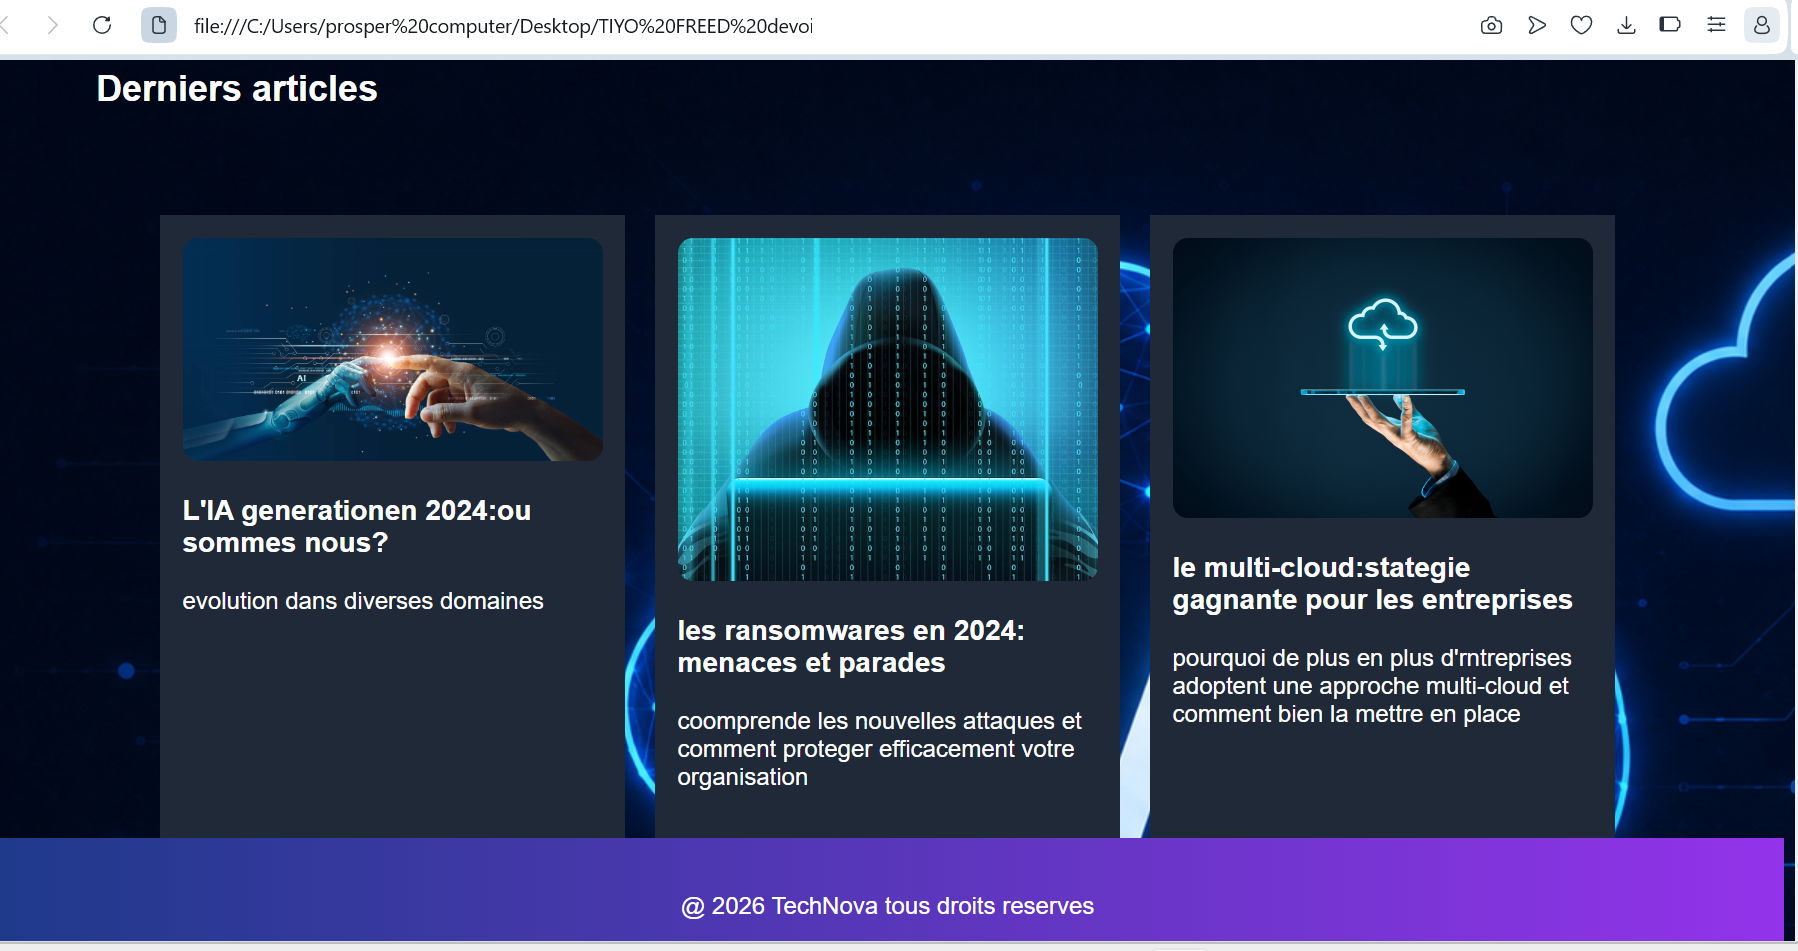 file:///C:/Users/prosper%20computer/Desktop/TIYO%20FREED%20devoi
Derniers articles
AI
L'IA generationen 2024:ou
sommes nous?
evolution dans diverses domaines
les ransomwares en 2024:
menaces et parades
coomprende les nouvelles attaques et
comment proteger efficacement votre
organisation
le multi-cloud:stategie
gagnante pour les entreprises
pourquoi de plus en plus d'rntreprises
adoptent une approche multi-cloud et
comment bien la mettre en place
@ 2026 TechNova tous droits reserves